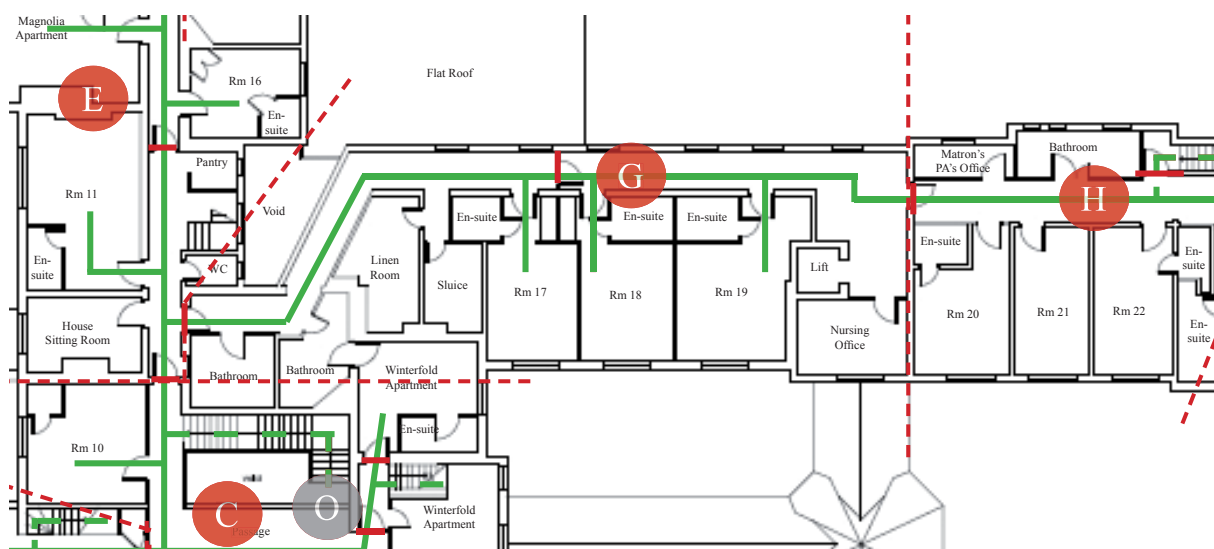 Magnolia
Apartment
Rm 16
Flat Roof
E
En-
suite
Pantry
Rm 11
Void
G
Matron's
PA's Office
Bathroom
H
En-suite
En-suite
En-suite
En-suite
En-
suite
WC
Linen
Room
Sluice
Lift
En-
suite
Rm 17
Rm 18
Rm 19
Rm 20
Rm 21
Rm 22
House
Sitting Room
Nursing
Office
En-
suite
Bathroom
Bathroom
Winterfold
Apartment
En-suite
Rm 10
C
O
Winterfold
Apartment
Passage